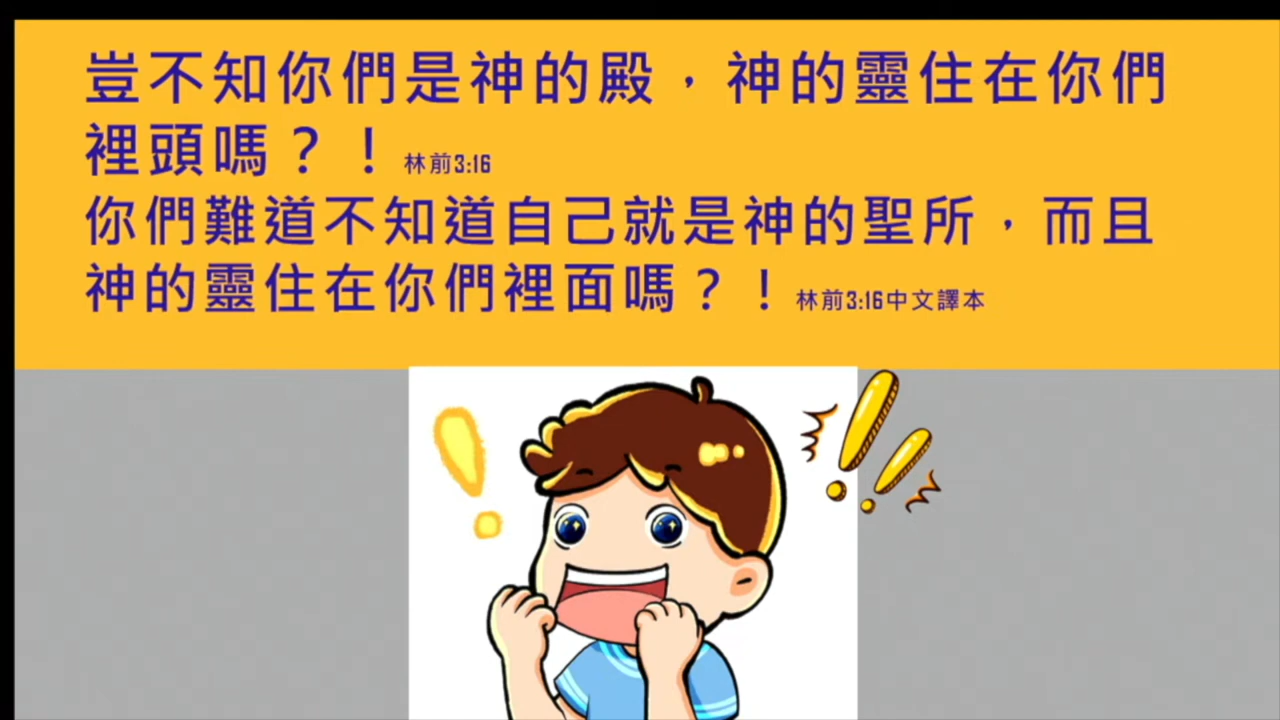 豈不知你們是神的殿，神的靈住在你們
裡頭嗎？！林前3:16
你們難道不知道自己就是神的聖所，而且
神的靈住在你們裡面嗎？！林前3:16中文譯本